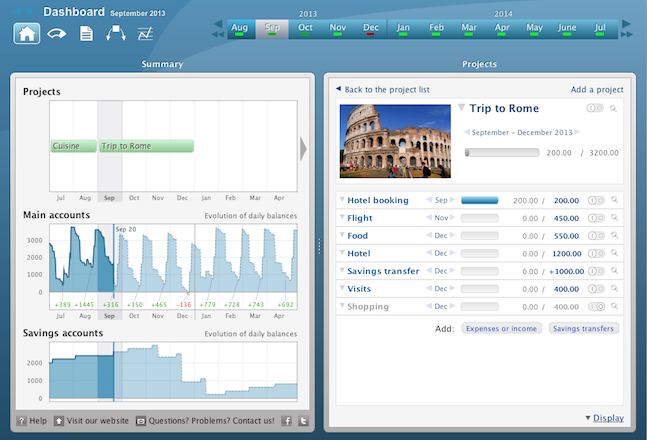 Dashboard September 2013
2013 2014
Aug Sep Oct Nov Dec Jan Feb Mar Apr May June Jul
Summary
Projects
Cuisine Trip to Rome
Jul Aug Sep Oct Nov Dec Jan Feb Mar Apr
Main accounts Evolution of daily balances
Sep 20
3000
2000
1000
0
+389 +1445 +316 +350 +465 -136 +779 +728 +743 +692
Jul Aug Sep Oct Nov Dec Jan Feb Mar Apr
Savings accounts Evolution of daily balances
2000
1000
0
? Help Visit our website Questions? Problems? Contact us! f t
Projects
Back to the project list Add a project
Trip to Rome
September - December 2013
200.00 / 3200.00
Hotel booking Sep 200.00 / 200.00
Flight Nov 0.00 / 450.00
Food Dec 0.00 / 550.00
Hotel Dec 0.00 / 1200.00
Savings transfer Dec 0.00 / +1000.00
Visits Dec 0.00 / 400.00
Shopping Dec 0.00 / 400.00
Add: Expenses or income Savings transfers
Display